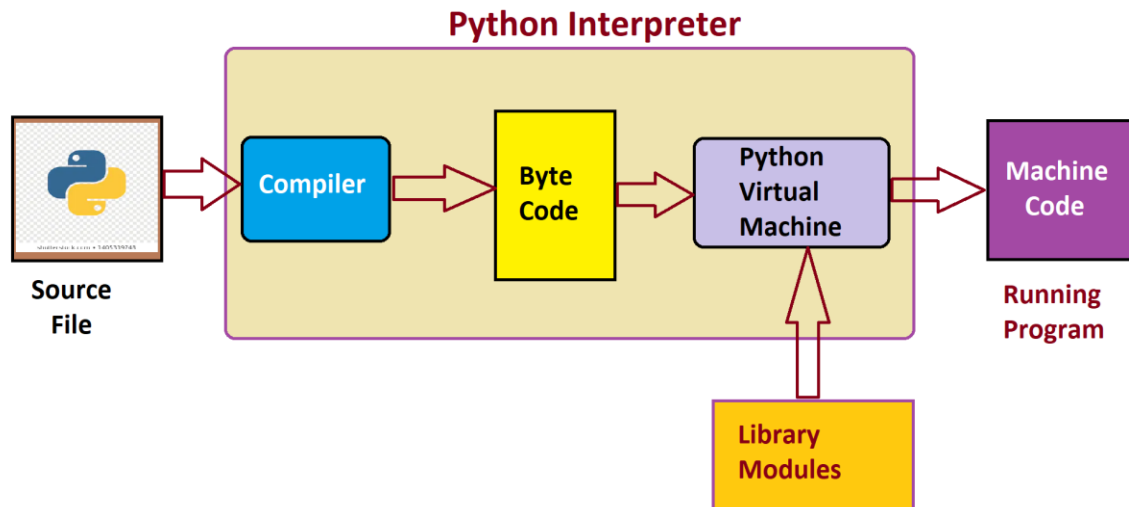 Python Interpreter
Compiler
Byte
Code
Python
Virtual
Machine
Machine
Code
Source
File
Running
Program
Library
Modules